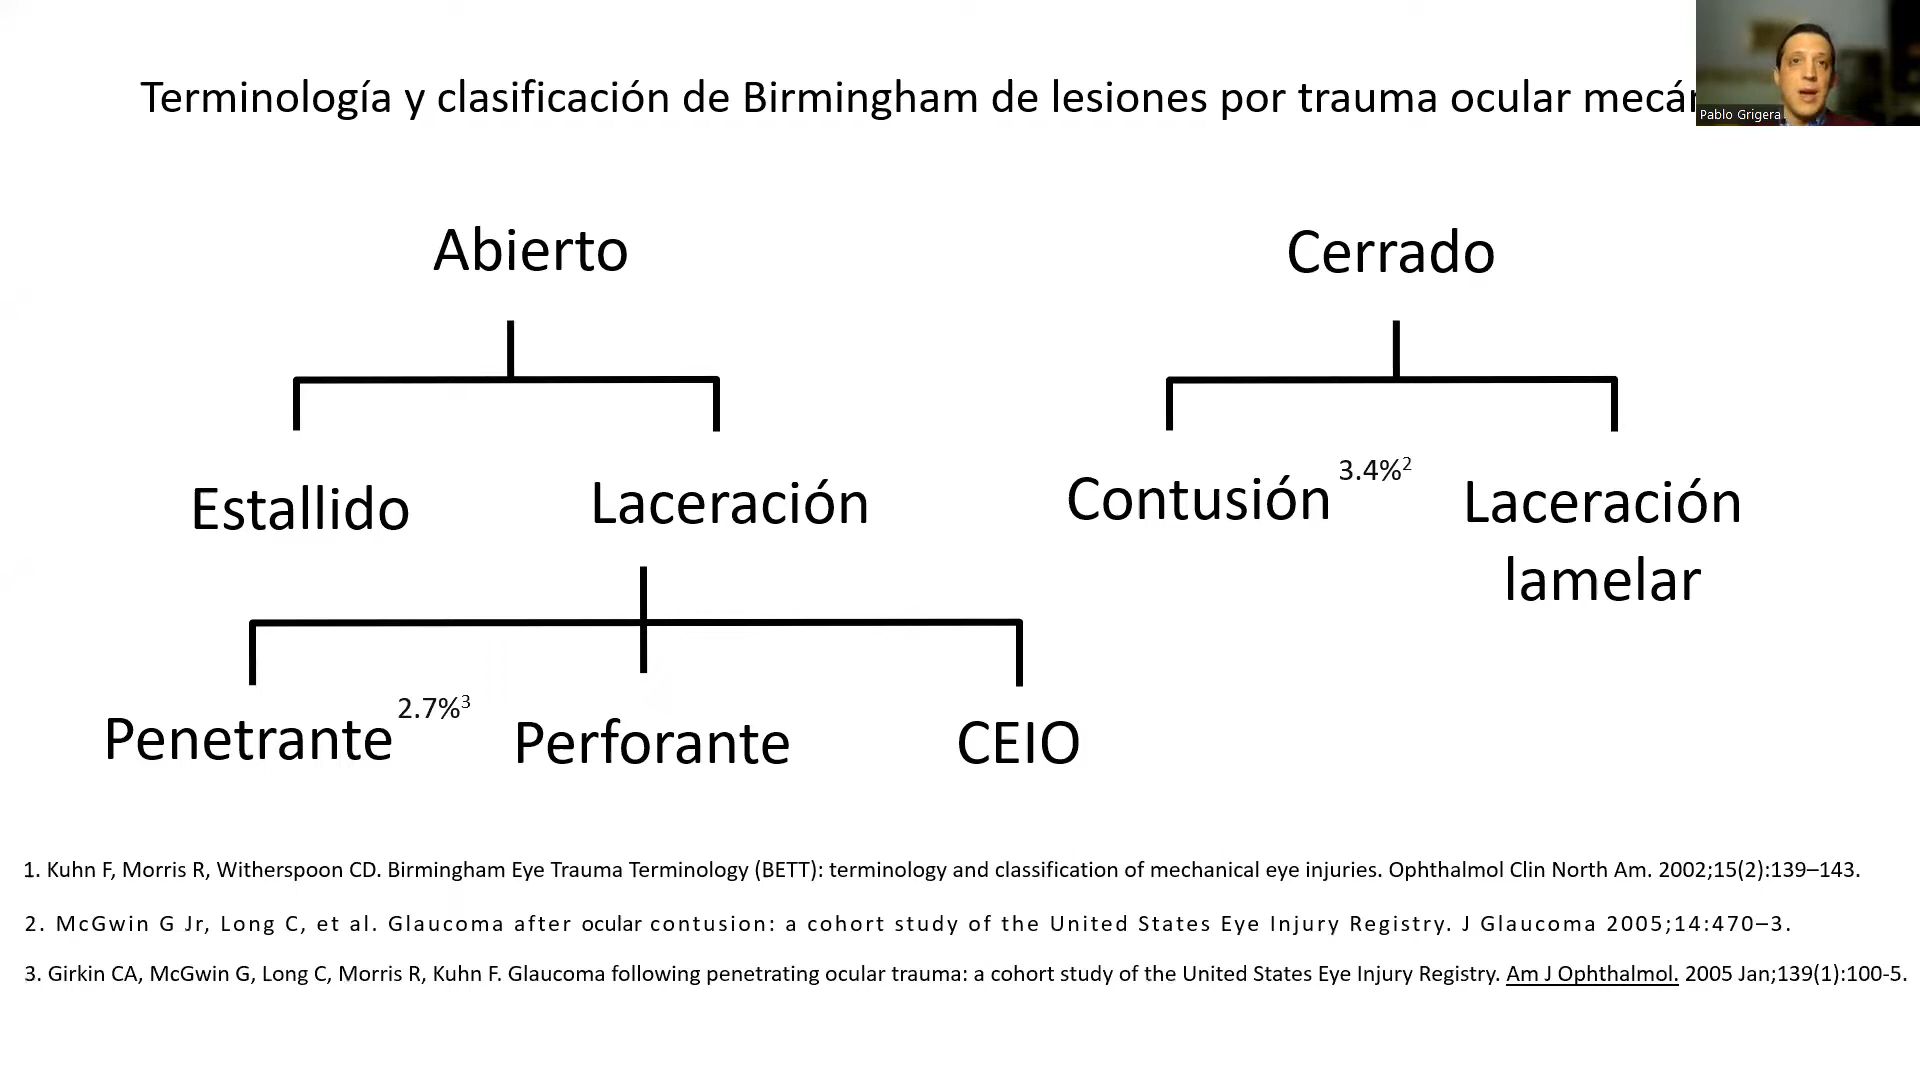 Terminología y clasificación de Birmingham de lesiones por trauma ocular
Pablo Grigera
Abierto
Cerrado
Estallido
Laceración
Contusión 3.4%²
Laceración
lamelar
Penetrante 2.7%³
Perforante
CEIO
1. Kuhn F, Morris R, Witherspoon CD. Birmingham Eye Trauma Terminology (BETT): terminology and classification of mechanical eye injuries. Ophthalmol Clin North Am. 2002;15(2):139–143.
2. McGwin G Jr, Long C, et al. Glaucoma after ocular contusion: a cohort study of the United States Eye Injury Registry. J Glaucoma 2005;14:470–3.
3. Girkin CA, McGwin G, Long C, Morris R, Kuhn F. Glaucoma following penetrating ocular trauma: a cohort study of the United States Eye Injury Registry. Am J Ophthalmol. 2005 Jan;139(1):100-5.